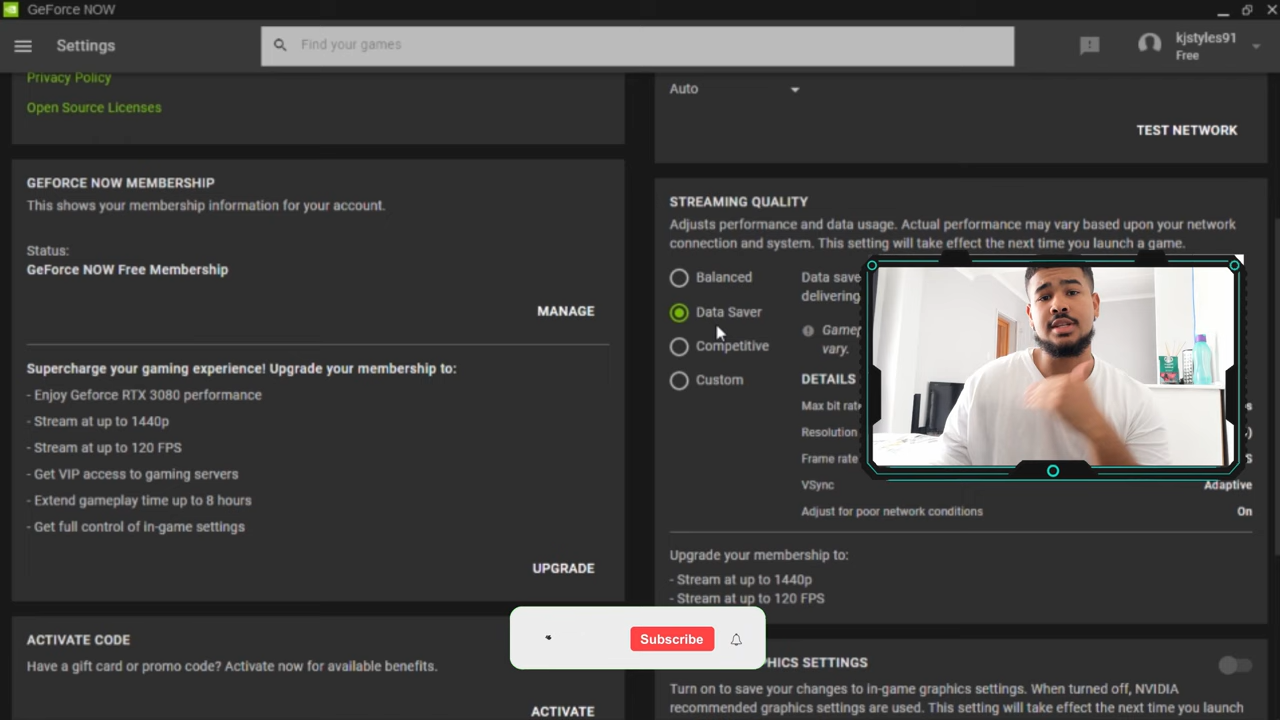 GeForce NOW
Settings
Find your games
kjstyles91
Free
Privacy Policy
Open Source Licenses
GEFORCE NOW MEMBERSHIP
This shows your membership information for your account.
Status:
GeForce NOW Free Membership
MANAGE
Supercharge your gaming experience! Upgrade your membership to:
- Enjoy Geforce RTX 3080 performance
- Stream at up to 1440p
- Stream at up to 120 FPS
- Get VIP access to gaming servers
- Extend gameplay time up to 8 hours
- Get full control of in-game settings
UPGRADE
ACTIVATE CODE
Have a gift card or promo code? Activate now for available benefits.
ACTIVATE
Auto
TEST NETWORK
STREAMING QUALITY
Adjusts performance and data usage. Actual performance may vary based upon your network
connection and system. This setting will take effect the next time you launch a game.
Balanced
Data Saver
Competitive
Custom
Data save
delivering
vary.
DETAILS
Max bit
Resolution
Frame rate
VSync
Adaptive
Adjust for poor network conditions
On
Upgrade your membership to:
- Stream at up to 1440p
- Stream at up to 120 FPS
Subscribe
SETTINGS
Turn on to save your changes to in-game graphics settings. When turned off, NVIDIA
recommended graphics settings are used. This setting will take effect the next time you launch